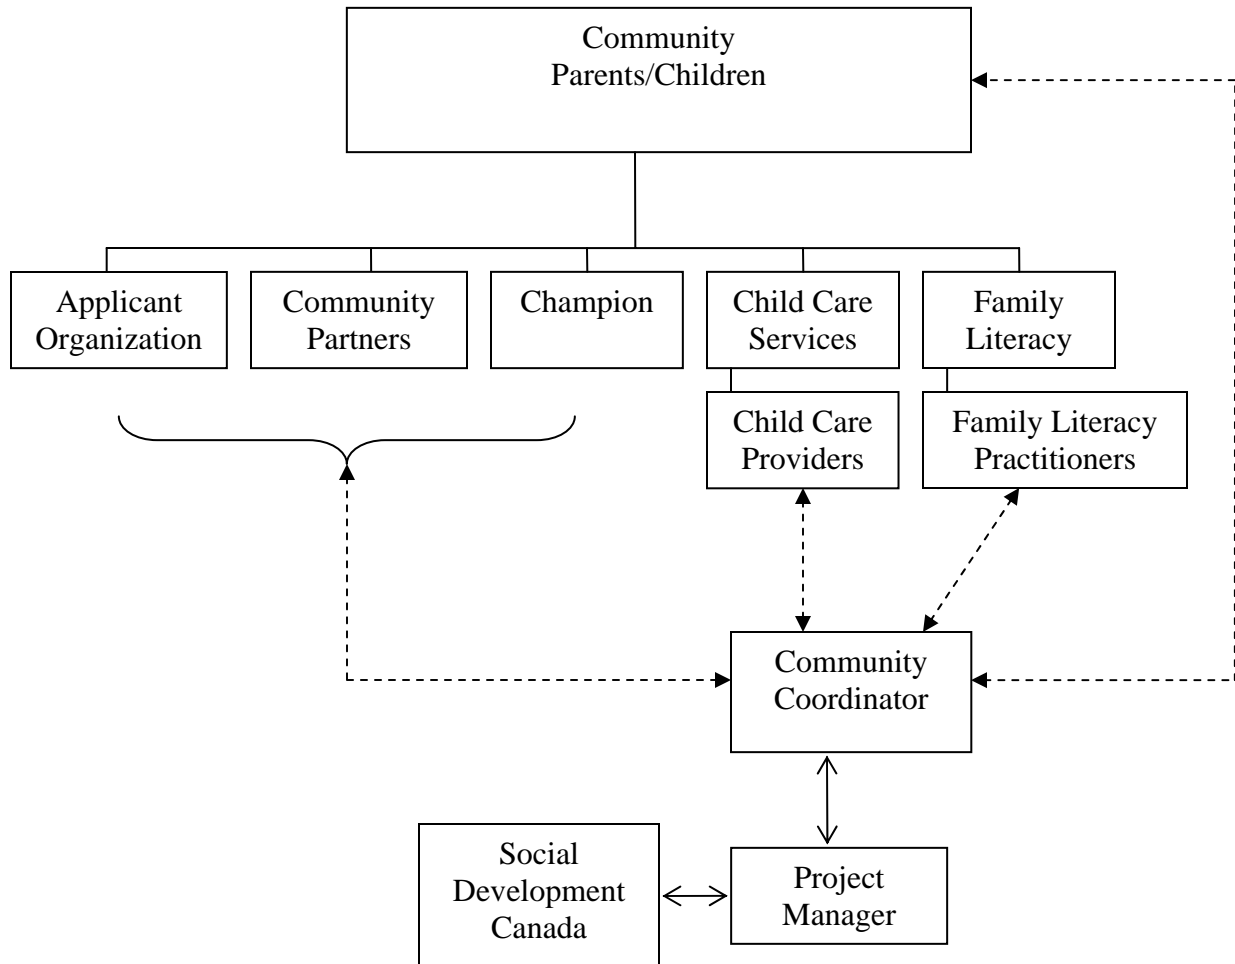 Community
Parents/Children
Applicant
Organization
Community
Partners
Champion
Child Care
Services
Family
Literacy
Child Care
Providers
Family Literacy
Practitioners
Community
Coordinator
Social
Development
Canada
Project
Manager